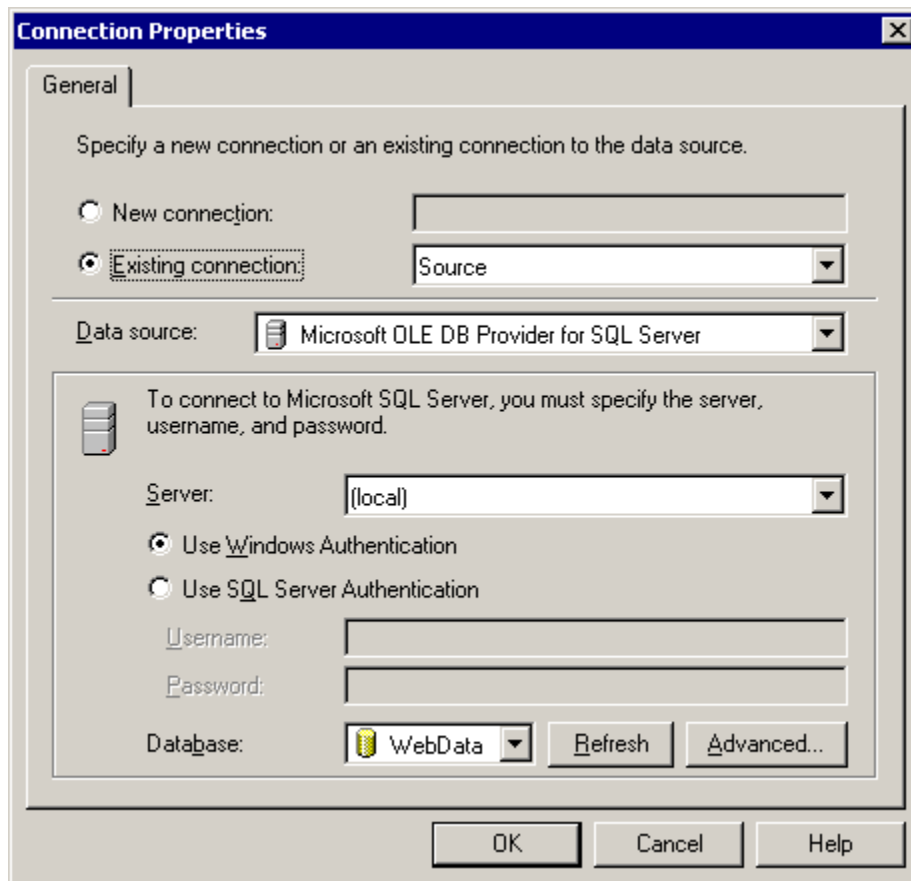 Connection Properties
General
Specify a new connection or an existing connection to the data source.
New connection:
Existing connection: Source
Data source: Microsoft OLE DB Provider for SQL Server
To connect to Microsoft SQL Server, you must specify the server,
username, and password.
Server: (local)
Use Windows Authentication
Use SQL Server Authentication
Username:
Password:
Database: WebData Refresh Advanced...
OK Cancel Help